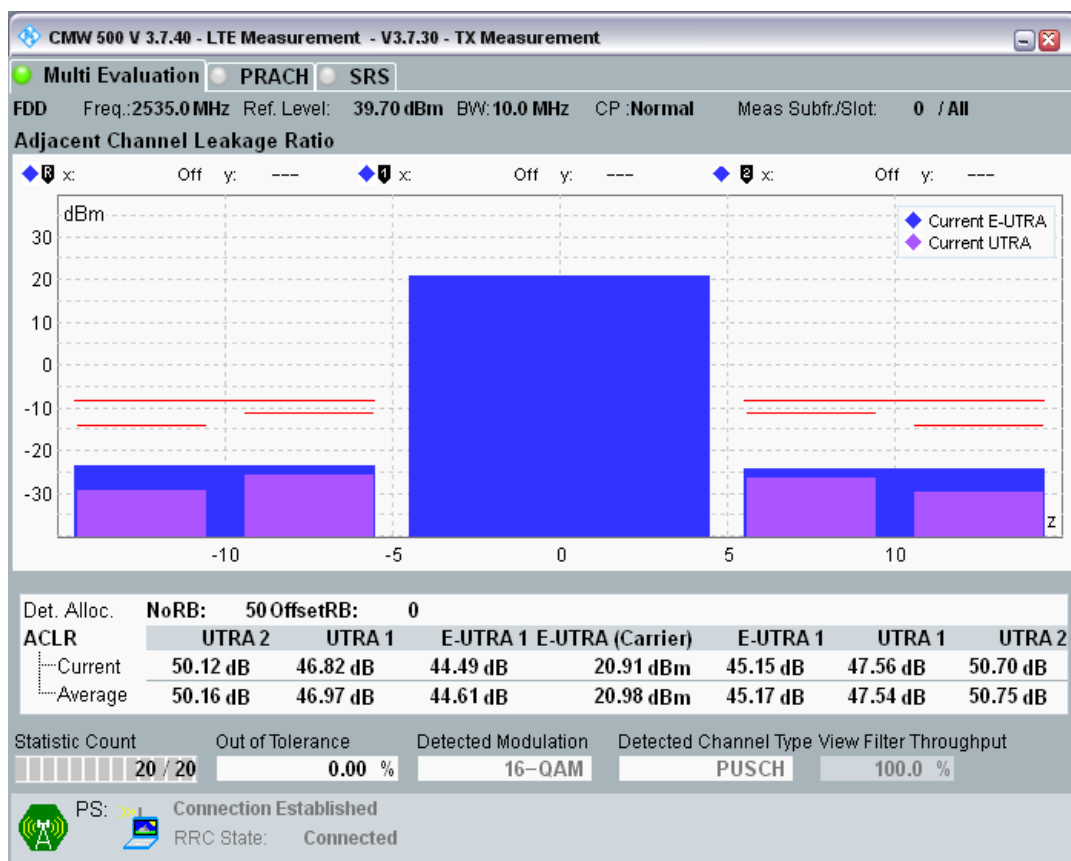 CMW 500 V 3.7.40 - LTE Measurement - V3.7.30 - TX Measurement
Multi Evaluation PRACH SRS
FDD Freq.:2535.0 MHz Ref. Level: 39.70 dBm BW:10.0 MHz CP :Normal Meas Subfr./Slot: 0 / All
Adjacent Channel Leakage Ratio
R x: Off y: --- 1 x: Off y: --- 2 x: Off y: ---
dBm
Current E-UTRA
Current UTRA
30
20
10
0
-10
-20
-30
z
-10 -5 0 5 10
Det. Alloc. NoRB: 50 OffsetRB: 0
ACLR UTRA 2 UTRA 1 E-UTRA 1 E-UTRA (Carrier) E-UTRA 1 UTRA 1 UTRA 2
Current 50.12 dB 46.82 dB 44.49 dB 20.91 dBm 45.15 dB 47.56 dB 50.70 dB
Average 50.16 dB 46.97 dB 44.61 dB 20.98 dBm 45.17 dB 47.54 dB 50.75 dB
Statistic Count Out of Tolerance Detected Modulation Detected Channel Type View Filter Throughput
20 / 20 0.00 % 16-QAM PUSCH 100.0 %
PS: Connection Established
RRC State: Connected